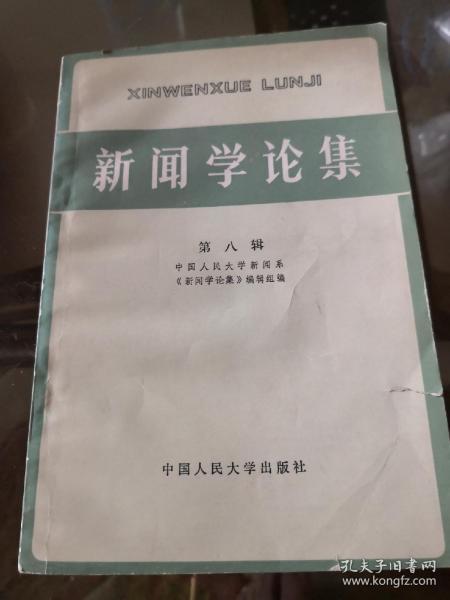 XINWENXUE LUNJI
新闻学论集
第八辑
中国人民大学新闻系
《新闻学论集》编辑组编
中国人民大学出版社
孔夫子旧书网
www.kongfz.com